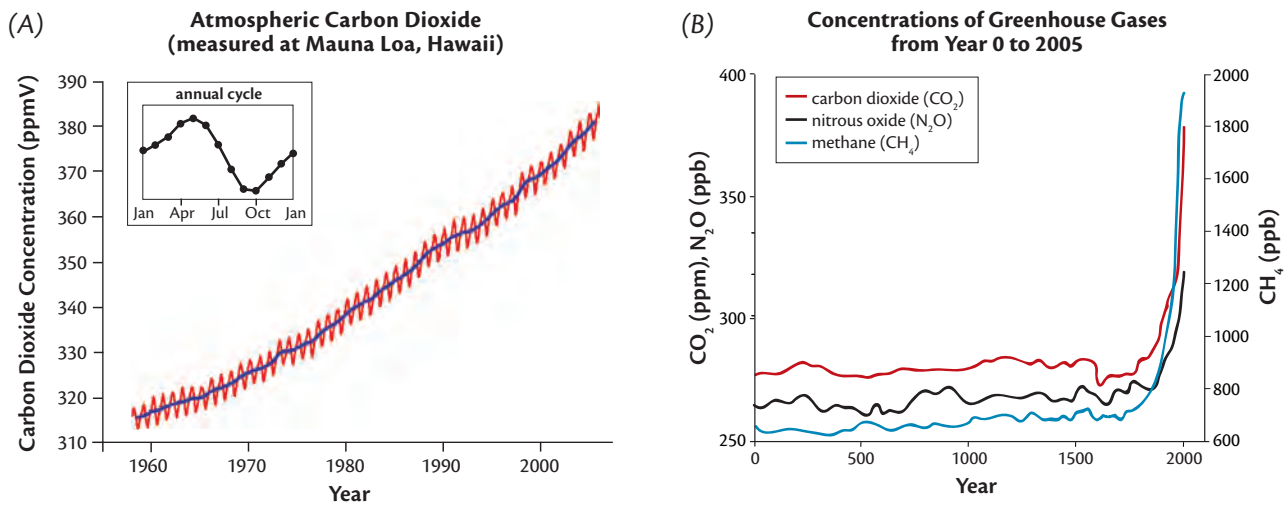 (A)
Atmospheric Carbon Dioxide
(measured at Mauna Loa, Hawaii)
Carbon Dioxide Concentration (ppmV)
390
380
370
360
350
340
330
320
310
annual cycle
Jan Apr Jul Oct Jan
1960 1970 1980 1990 2000
Year
(B)
Concentrations of Greenhouse Gases
from Year 0 to 2005
CO₂ (ppm), N₂O (ppb)
400
350
300
250
carbon dioxide (CO₂)
nitrous oxide (N₂O)
methane (CH₄)
2000
1800
1600
1400
1200
1000
800
600
CH₄ (ppb)
0 500 1000 1500 2000
Year